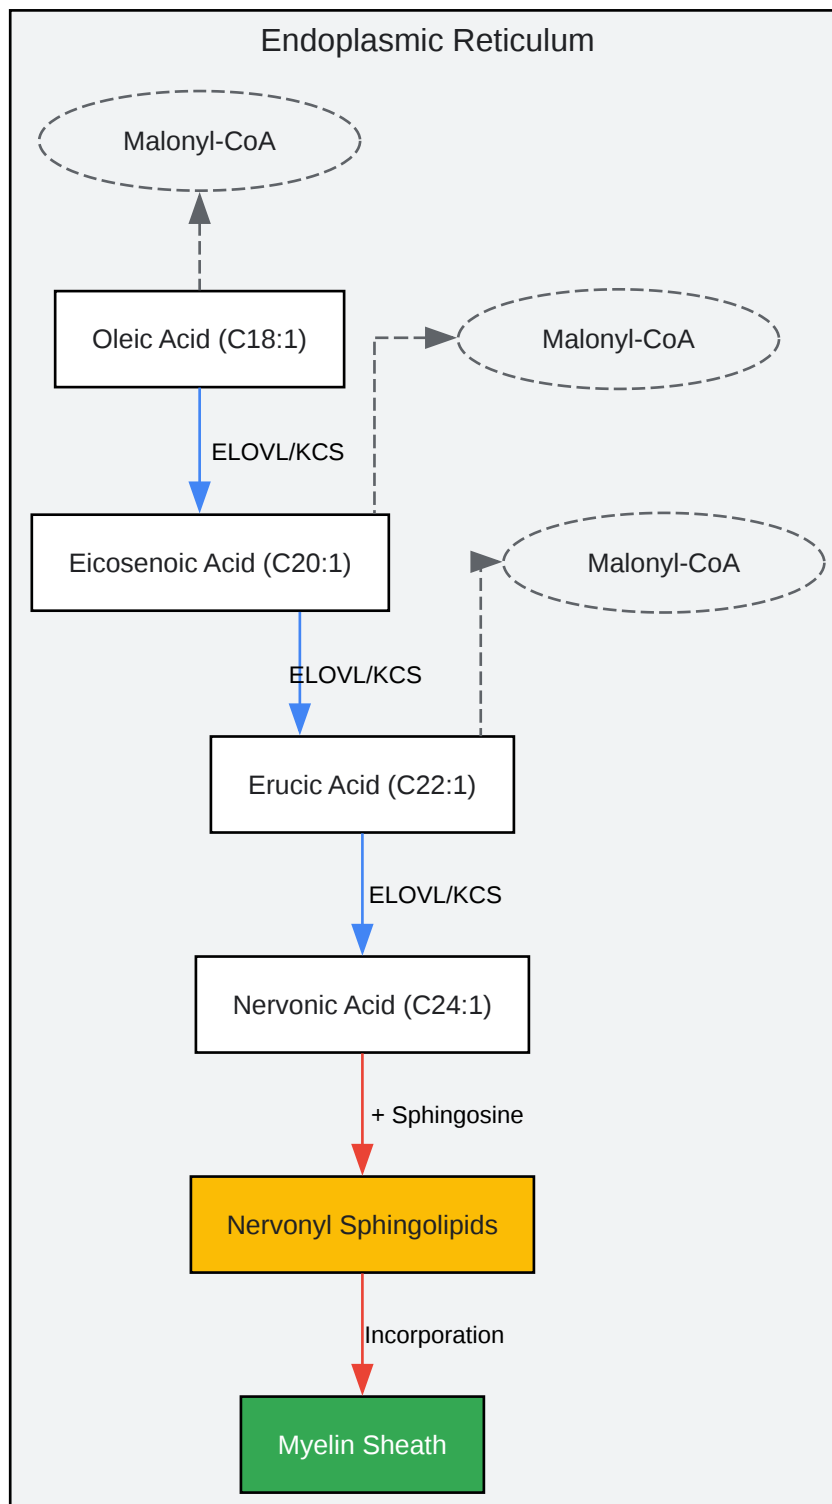 Endoplasmic Reticulum
Malonyl-CoA
Oleic Acid (C18:1)
Malonyl-CoA
ELOVL/KCS
Eicosenoic Acid (C20:1)
Malonyl-CoA
ELOVL/KCS
Erucic Acid (C22:1)
ELOVL/KCS
Nervonic Acid (C24:1)
+ Sphingosine
Nervonyl Sphingolipids
Incorporation
Myelin Sheath